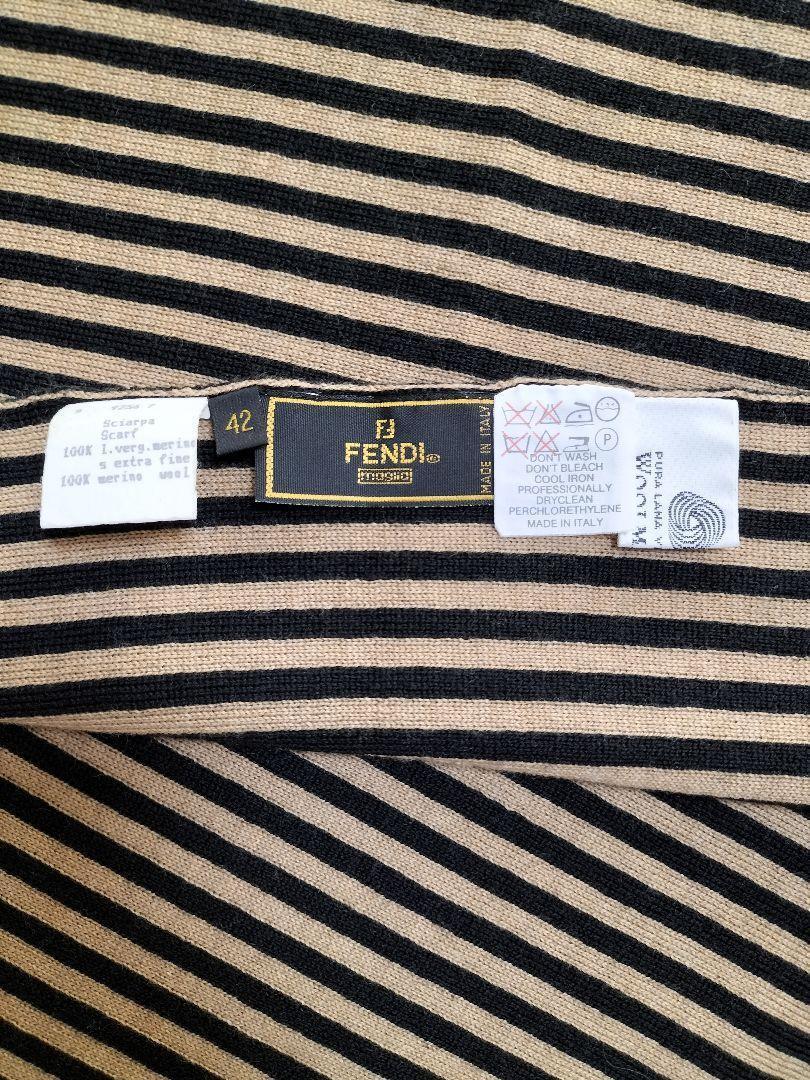 Sciarpa
Scarf
100% l.verg.merino
s extra fine
100% merino wool
42
FF
FENDI®
maglia
MADE IN ITALY
P
DON'T WASH
DON'T BLEACH
COOL IRON
PROFESSIONALLY
DRYCLEAN
PERCHLORETHYLENE
MADE IN ITALY
PURA LANA V